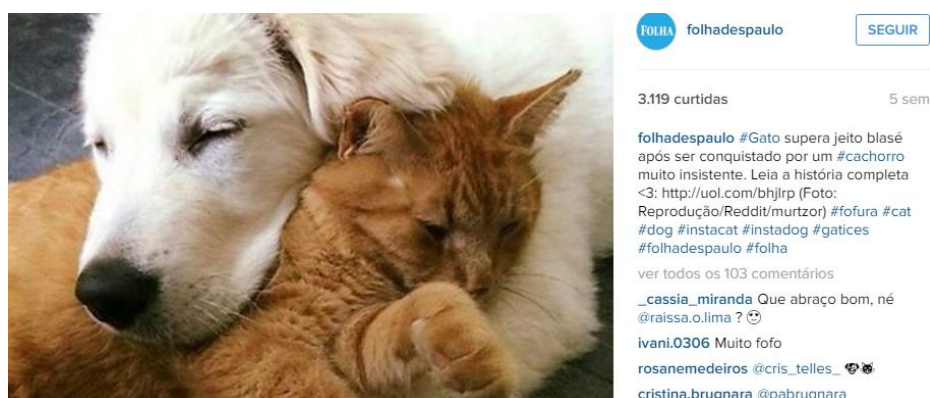 FOLHA
folhadespaulo
SEGUIR
3.119 curtidas
5 sem
folhadespaulo #Gato supera jeito blasé
após ser conquistado por um #cachorro
muito insistente. Leia a história completa
<3: http://uol.com/bhjlrp (Foto:
Reprodução/Reddit/murtzor) #fofura #cat
#dog #instacat #instadog #gatices
#folhadespaulo #folha
ver todos os 103 comentários
_cassia_miranda Que abraço bom, né
@raissa.o.lima ? 🙂
ivani.0306 Muito fofo
rosanemedeiros @cris_telles_ 🐶🐱
cristina.brugnara @pabrugnara